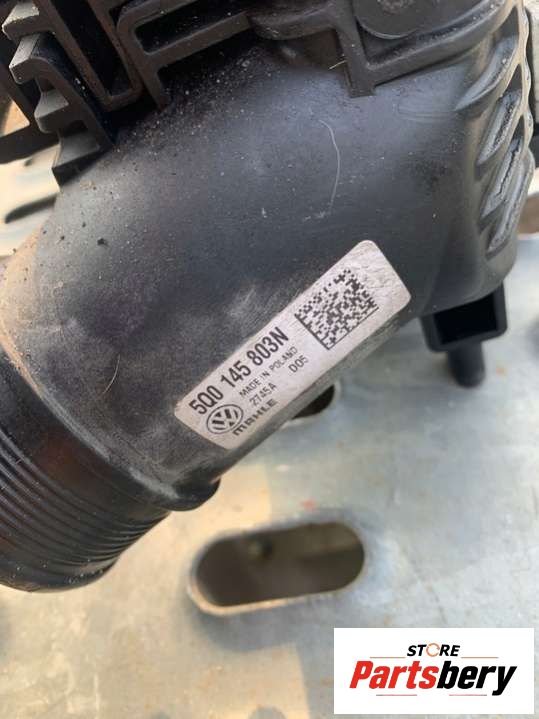 5Q0 145 803N
MADE IN POLAND
2745A D05
MAHLE
STORE
Partsbery